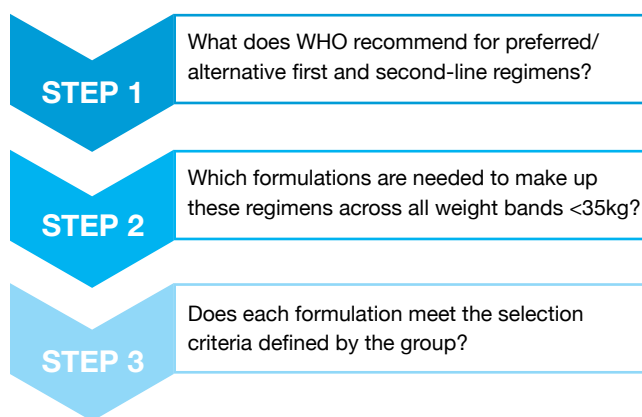 STEP 1
What does WHO recommend for preferred/
alternative first and second-line regimens?
STEP 2
Which formulations are needed to make up
these regimens across all weight bands <35kg?
STEP 3
Does each formulation meet the selection
criteria defined by the group?